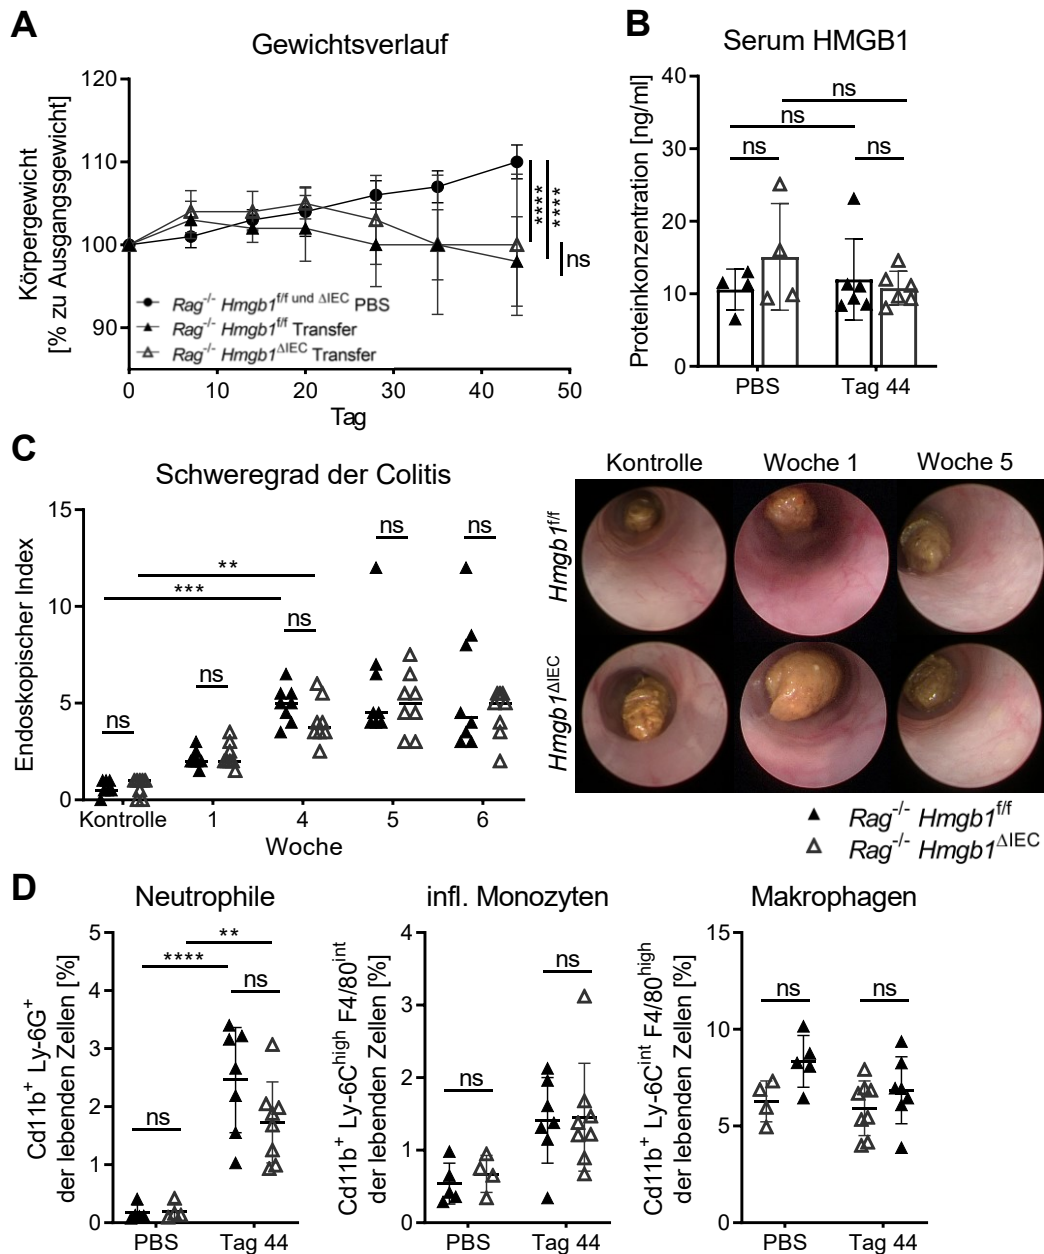 A
Gewichtsverlauf
Körpergewicht
[% zu Ausgangsgewicht]
120
110
100
90
0 10 20 30 40 50
Tag
Rag-/- Hmgb1f/f und ΔIEC PBS
Rag-/- Hmgb1f/f Transfer
Rag-/- Hmgb1ΔIEC Transfer
****
****
ns
B
Serum HMGB1
Proteinkonzentration [ng/ml]
40
30
20
10
0
ns
ns
ns
ns
PBS Tag 44
C
Schweregrad der Colitis
Endoskopischer Index
15
10
5
0
ns
ns
ns
ns
ns
**
***
Kontrolle 1 4 5 6
Woche
Kontrolle Woche 1 Woche 5
Hmgb1f/f
Hmgb1ΔIEC
Rag-/- Hmgb1f/f
Rag-/- Hmgb1ΔIEC
D
Neutrophile
Cd11b+ Ly-6G+
der lebenden Zellen [%]
5
4
3
2
1
0
**
****
ns
ns
PBS Tag 44
infl. Monozyten
Cd11b+ Ly-6Chigh F4/80int
der lebenden Zellen [%]
4
3
2
1
0
ns
ns
PBS Tag 44
Makrophagen
Cd11b+ Ly-6Cint F4/80high
der lebenden Zellen [%]
15
10
5
0
ns
ns
PBS Tag 44